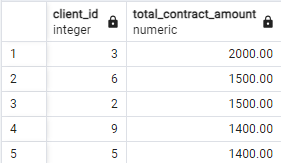 client_id total_contract_amount
integer numeric
1 3 2000.00
2 6 1500.00
3 2 1500.00
4 9 1400.00
5 5 1400.00